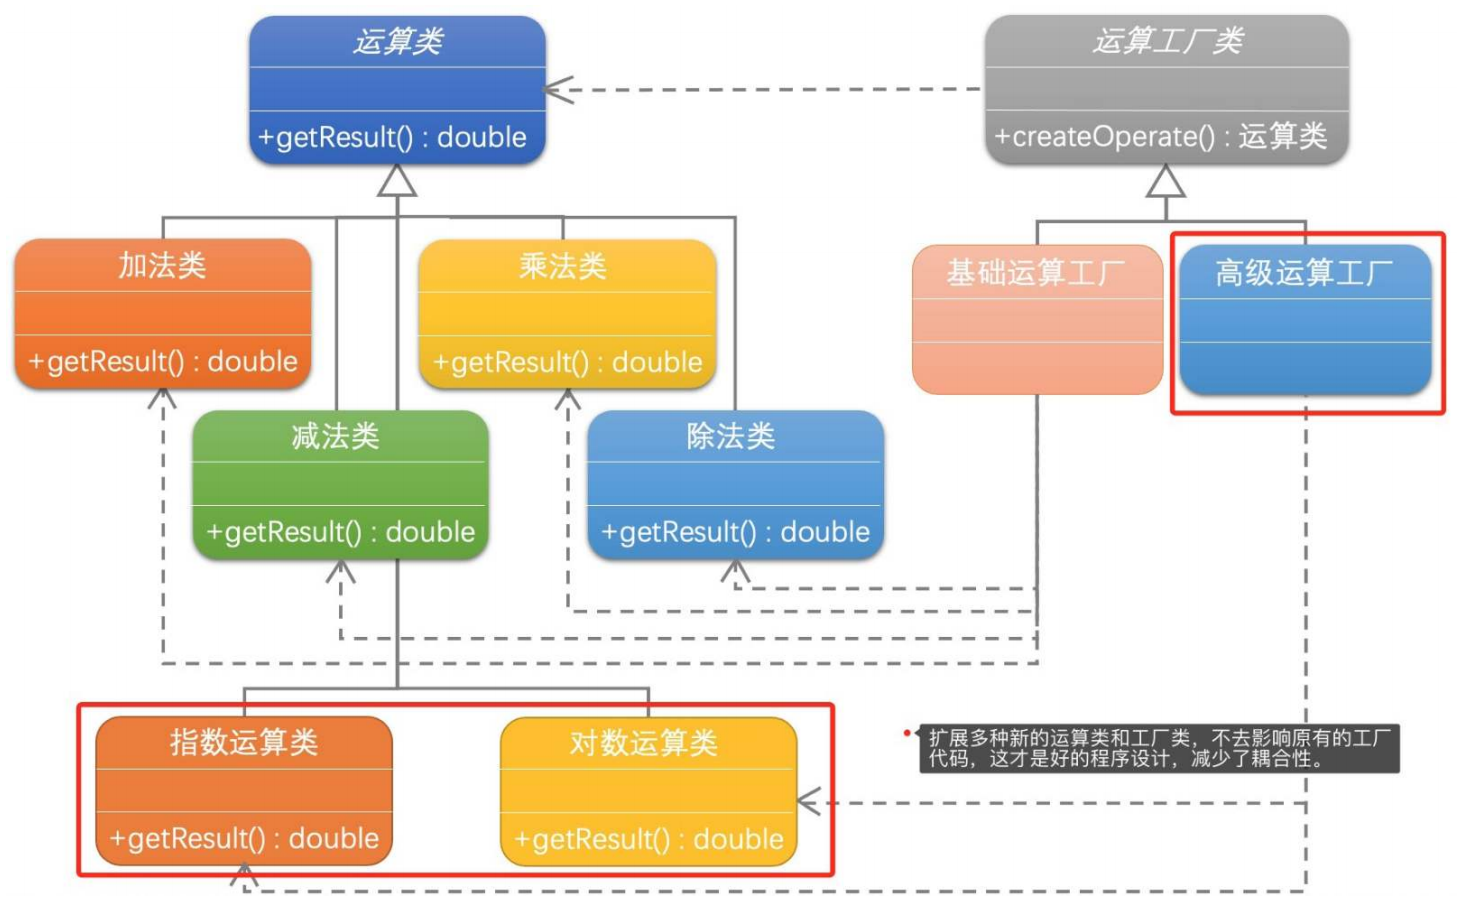 运算类
+getResult() : double
运算工厂类
+createOperate() : 运算类
加法类
+getResult() : double
乘法类
+getResult() : double
基础运算工厂
高级运算工厂
减法类
+getResult() : double
除法类
+getResult() : double
指数运算类
+getResult() : double
对数运算类
+getResult() : double
扩展多种新的运算类和工厂类，不去影响原有的工厂
代码，这才是好的程序设计，减少了耦合性。